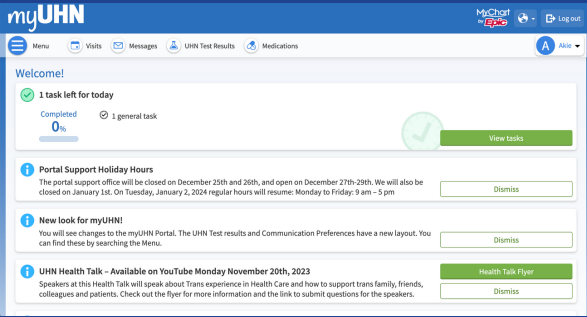 myUHN
MyChart
by Epic
Log out
Menu
Visits
Messages
UHN Test Results
Medications
A
Akie
Welcome!
1 task left for today
Completed
0%
1 general task
View tasks
Portal Support Holiday Hours
The portal support office will be closed on December 25th and 26th, and open on December 27th-29th. We will also be
closed on January 1st. On Tuesday, January 2, 2024 regular hours will resume: Monday to Friday: 9 am – 5 pm
Dismiss
New look for myUHN!
You will see changes to the myUHN Portal. The UHN Test results and Communication Preferences have a new layout. You
can find these by searching the Menu.
Dismiss
UHN Health Talk – Available on YouTube Monday November 20th, 2023
Speakers at this Health Talk will speak about Trans experience in Health Care and how to support trans family, friends,
colleagues and patients. Check out the flyer for more information and the link to submit questions for the speakers.
Health Talk Flyer
Dismiss